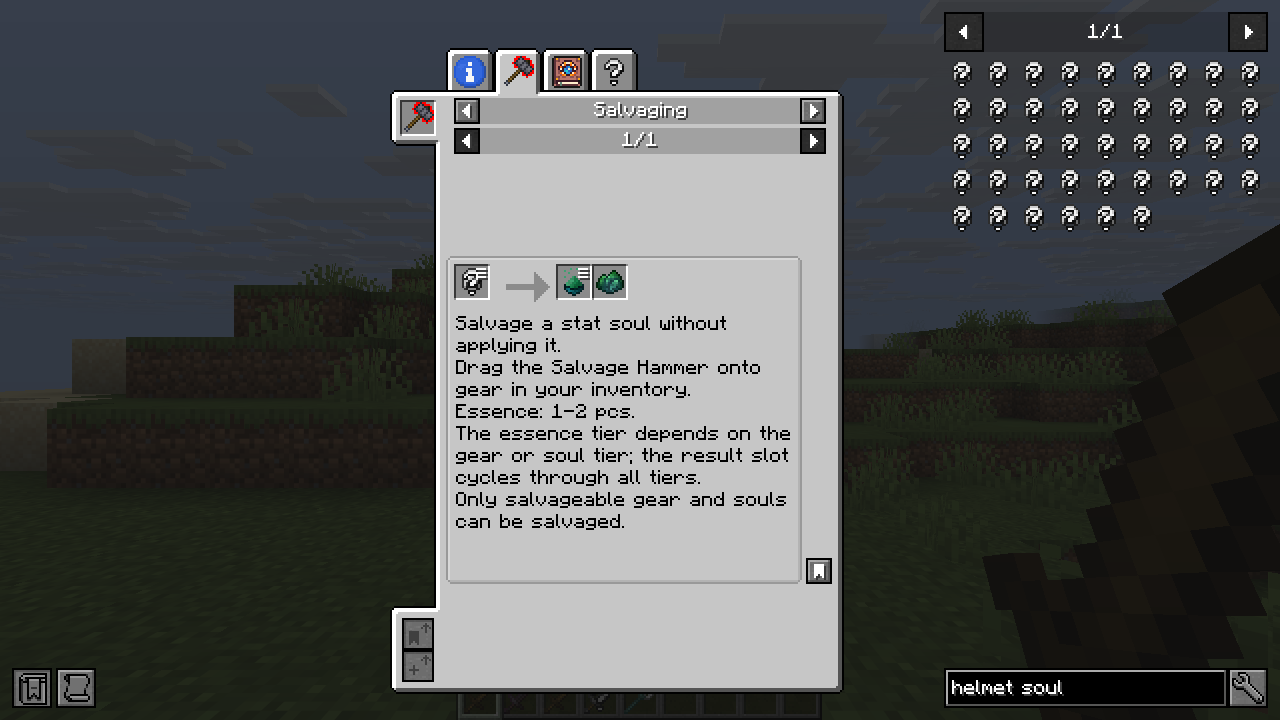 1/1
Salvaging
1/1
Salvage a stat soul without
applying it.
Drag the Salvage Hammer onto
gear in your inventory.
Essence: 1-2 pcs.
The essence tier depends on the
gear or soul tier; the result slot
cycles through all tiers.
Only salvageable gear and souls
can be salvaged.
helmet soul